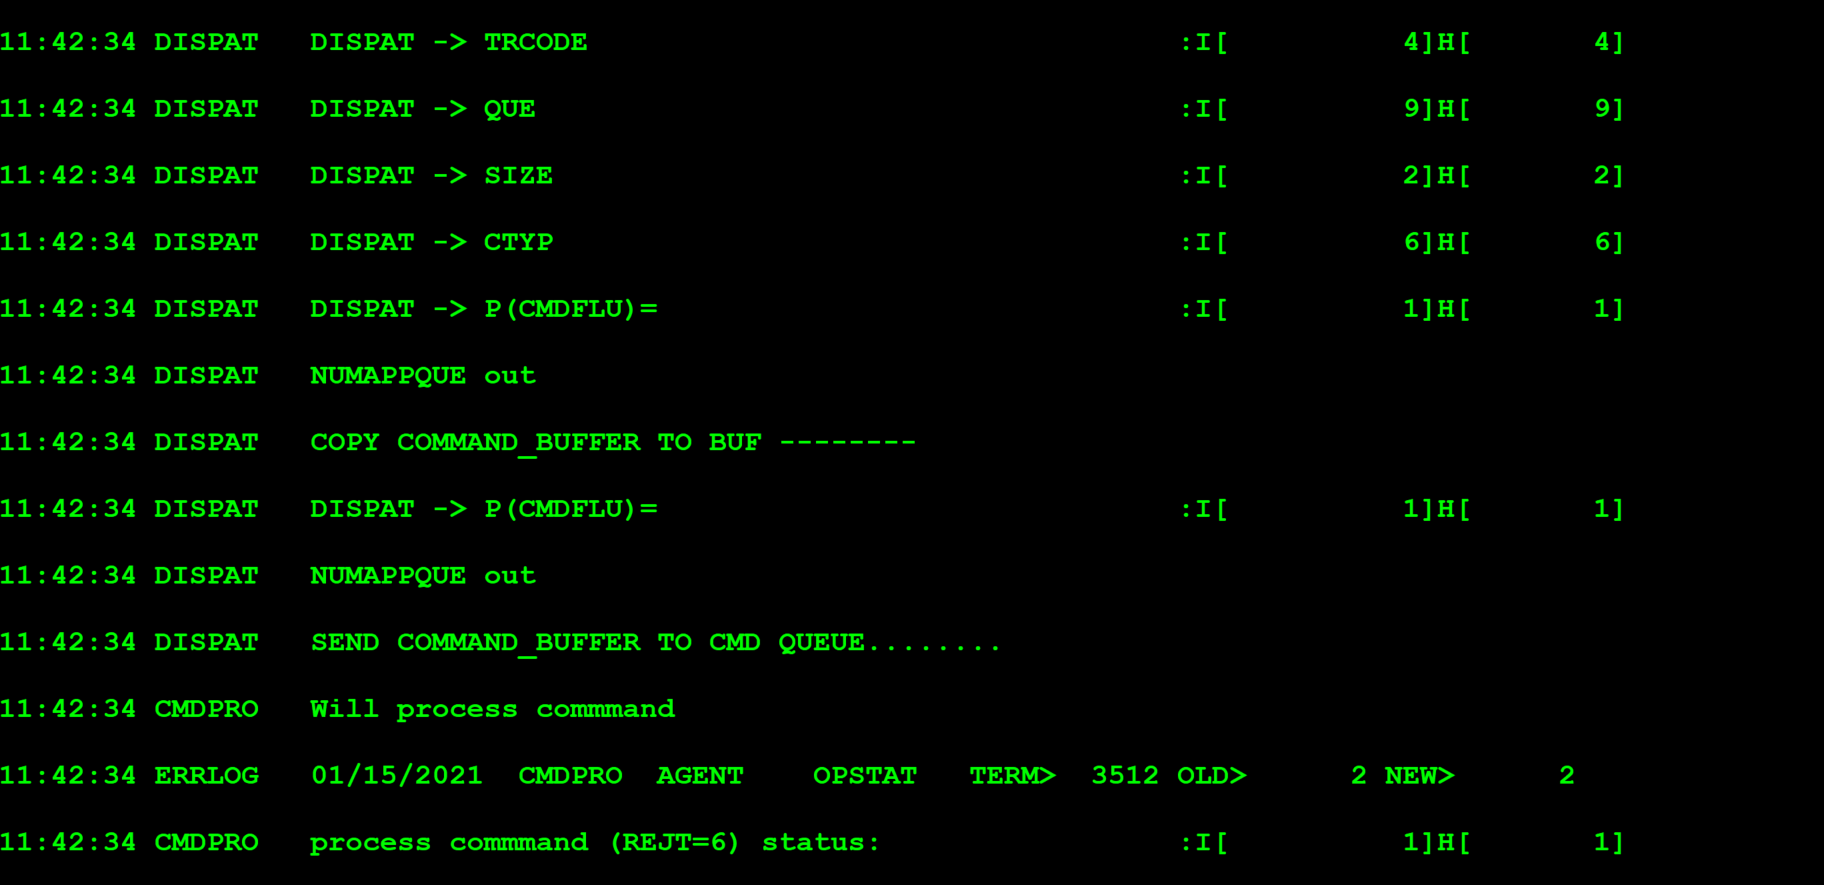 11:42:34 DISPAT   DISPAT -> TRCODE                                  :I[          4]H[       4]
11:42:34 DISPAT   DISPAT -> QUE                                     :I[          9]H[       9]
11:42:34 DISPAT   DISPAT -> SIZE                                    :I[          2]H[       2]
11:42:34 DISPAT   DISPAT -> CTYP                                    :I[          6]H[       6]
11:42:34 DISPAT   DISPAT -> P(CMDFLU)=                              :I[          1]H[       1]
11:42:34 DISPAT   NUMAPPQUE out
11:42:34 DISPAT   COPY COMMAND_BUFFER TO BUF --------
11:42:34 DISPAT   DISPAT -> P(CMDFLU)=                              :I[          1]H[       1]
11:42:34 DISPAT   NUMAPPQUE out
11:42:34 DISPAT   SEND COMMAND_BUFFER TO CMD QUEUE........
11:42:34 CMDPRO   Will process commmand
11:42:34 ERRLOG   01/15/2021  CMDPRO  AGENT    OPSTAT   TERM>  3512 OLD>      2 NEW>      2
11:42:34 CMDPRO   process commmand (REJT=6) status:                 :I[          1]H[       1]